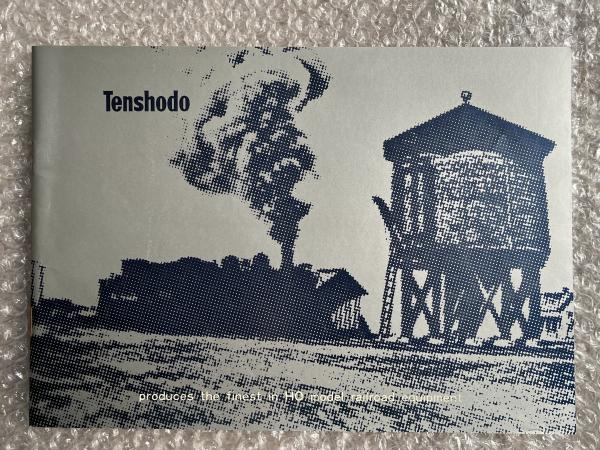 Tenshodo
produces the finest in HO model railroad equipment